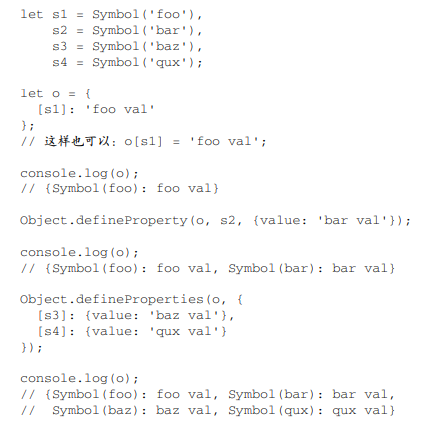 let s1 = Symbol('foo'),
    s2 = Symbol('bar'),
    s3 = Symbol('baz'),
    s4 = Symbol('qux');

let o = {
  [s1]: 'foo val'
};
// 这样也可以：o[s1] = 'foo val';

console.log(o);
// {Symbol(foo): foo val}

Object.defineProperty(o, s2, {value: 'bar val'});

console.log(o);
// {Symbol(foo): foo val, Symbol(bar): bar val}

Object.defineProperties(o, {
  [s3]: {value: 'baz val'},
  [s4]: {value: 'qux val'}
});

console.log(o);
// {Symbol(foo): foo val, Symbol(bar): bar val,
//  Symbol(baz): baz val, Symbol(qux): qux val}